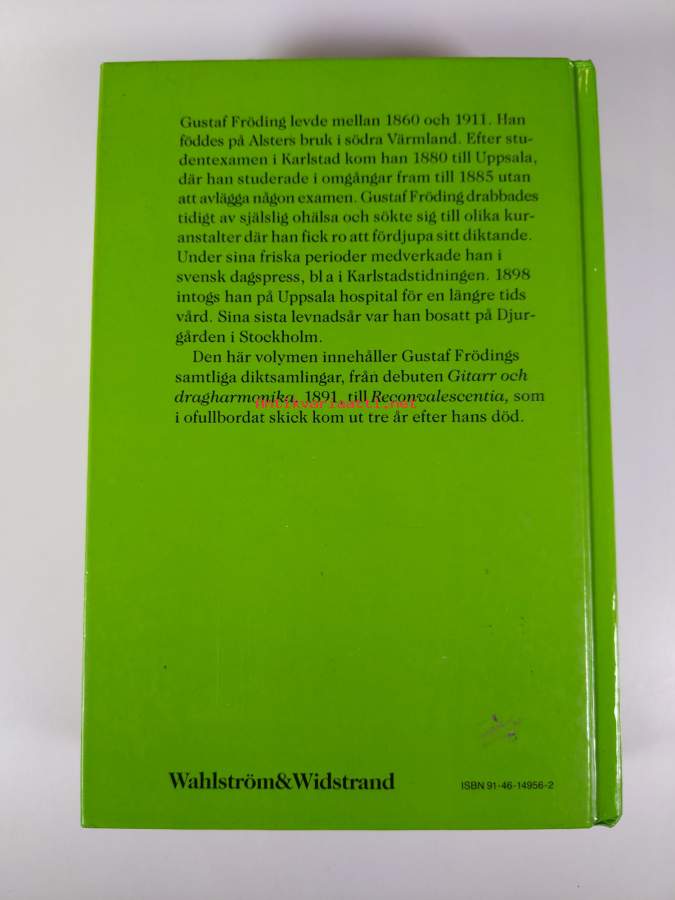 Gustaf Fröding levde mellan 1860 och 1911. Han
föddes på Alsters bruk i södra Värmland. Efter stu-
dentexamen i Karlstad kom han 1880 till Uppsala,
där han studerade i omgångar fram till 1885 utan
att avlägga någon examen. Gustaf Fröding drabbades
tidigt av själslig ohälsa och sökte sig till olika kur-
anstalter där han fick ro att fördjupa sitt diktande.
Under sina friska perioder medverkade han i
svensk dagspress, bl a i Karlstadstidningen. 1898
intogs han på Uppsala hospital för en längre tids
vård. Sina sista levnadsår var han bosatt på Djur-
gården i Stockholm.
Den här volymen innehåller Gustaf Frödings
samtliga diktsamlingar, från debuten Gitarr och
dragharmonika, 1891, till Reconvalescentia, som
antikvariaatti.net
i ofullbordat skick kom ut tre år efter hans död.
Wahlström&Widstrand
ISBN 91-46-14956-2